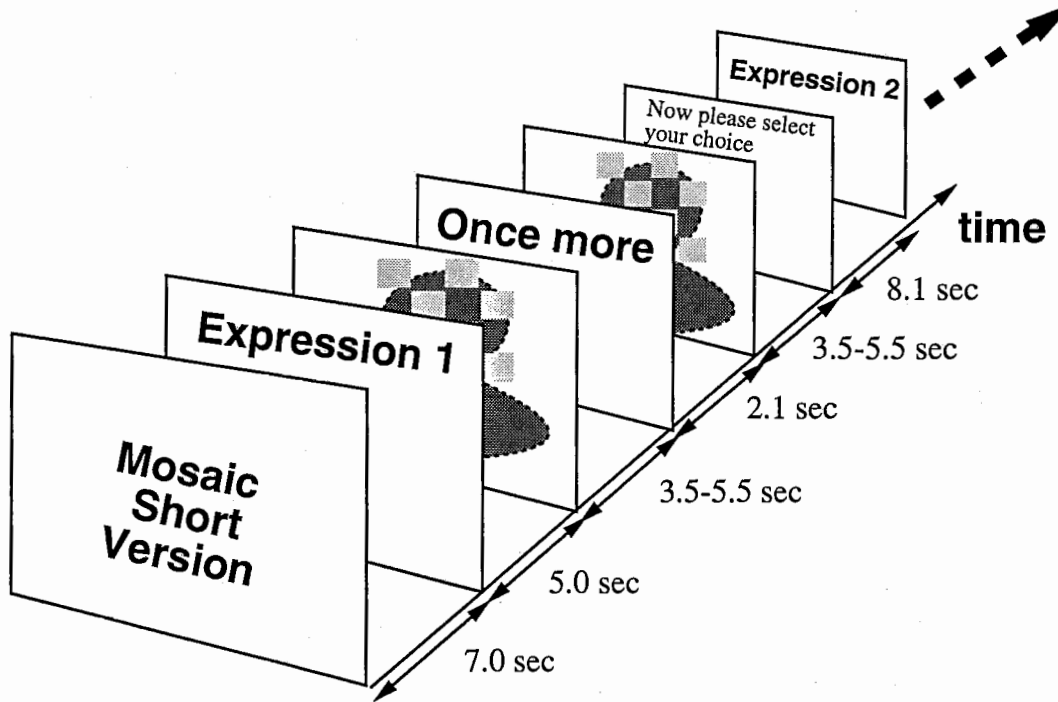 Mosaic
Short
Version
Expression 1
Once more
Now please select
your choice
Expression 2
time
7.0 sec
5.0 sec
3.5-5.5 sec
2.1 sec
3.5-5.5 sec
8.1 sec